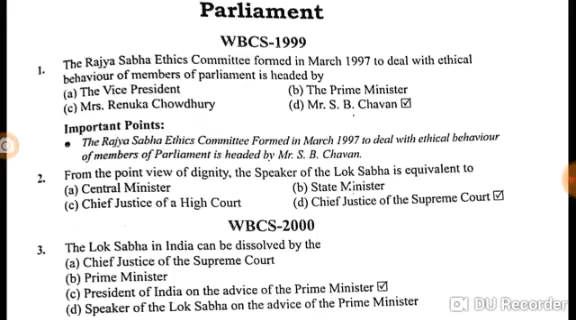 Parliament
WBCS-1999
1. The Rajya Sabha Ethics Committee formed in March 1997 to deal with ethical
behaviour of members of parliament is headed by
(a) The Vice President (b) The Prime Minister
(c) Mrs. Renuka Chowdhury (d) Mr. S. B. Chavan ☑
Important Points:
• The Rajya Sabha Ethics Committee Formed in March 1997 to deal with ethical behaviour
of members of Parliament is headed by Mr. S. B. Chavan.
2. From the point view of dignity, the Speaker of the Lok Sabha is equivalent to
(a) Central Minister (b) State Minister
(c) Chief Justice of a High Court (d) Chief Justice of the Supreme Court ☑
WBCS-2000
3. The Lok Sabha in India can be dissolved by the
(a) Chief Justice of the Supreme Court
(b) Prime Minister
(c) President of India on the advice of the Prime Minister ☑
(d) Speaker of the Lok Sabha on the advice of the Prime Minister
DU Recorder